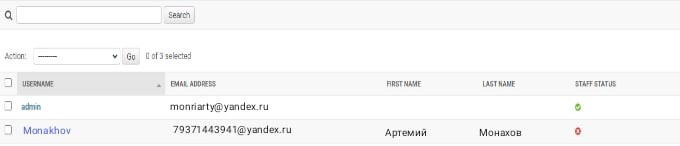 Search
Action: --------- Go 0 of 3 selected
USERNAME EMAIL ADDRESS FIRST NAME LAST NAME STAFF STATUS
admin monriarty@yandex.ru
Monakhov 79371443941@yandex.ru Артемий Монахов